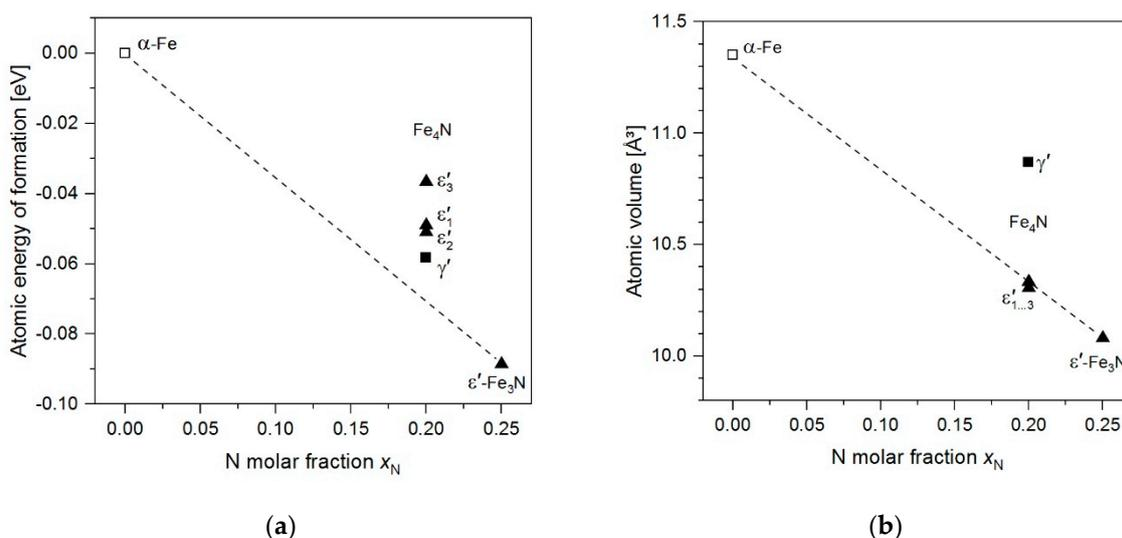 0.00
-0.02
-0.04
-0.06
-0.08
-0.10
Atomic energy of formation [eV]
α-Fe
Fe₄N
ε′₃
ε′₁
ε′₂
γ′
ε′-Fe₃N
0.00 0.05 0.10 0.15 0.20 0.25
N molar fraction xN
(a)
11.5
11.0
10.5
10.0
Atomic volume [Å³]
α-Fe
γ′
Fe₄N
ε′₁...₃
ε′-Fe₃N
0.00 0.05 0.10 0.15 0.20 0.25
N molar fraction xN
(b)